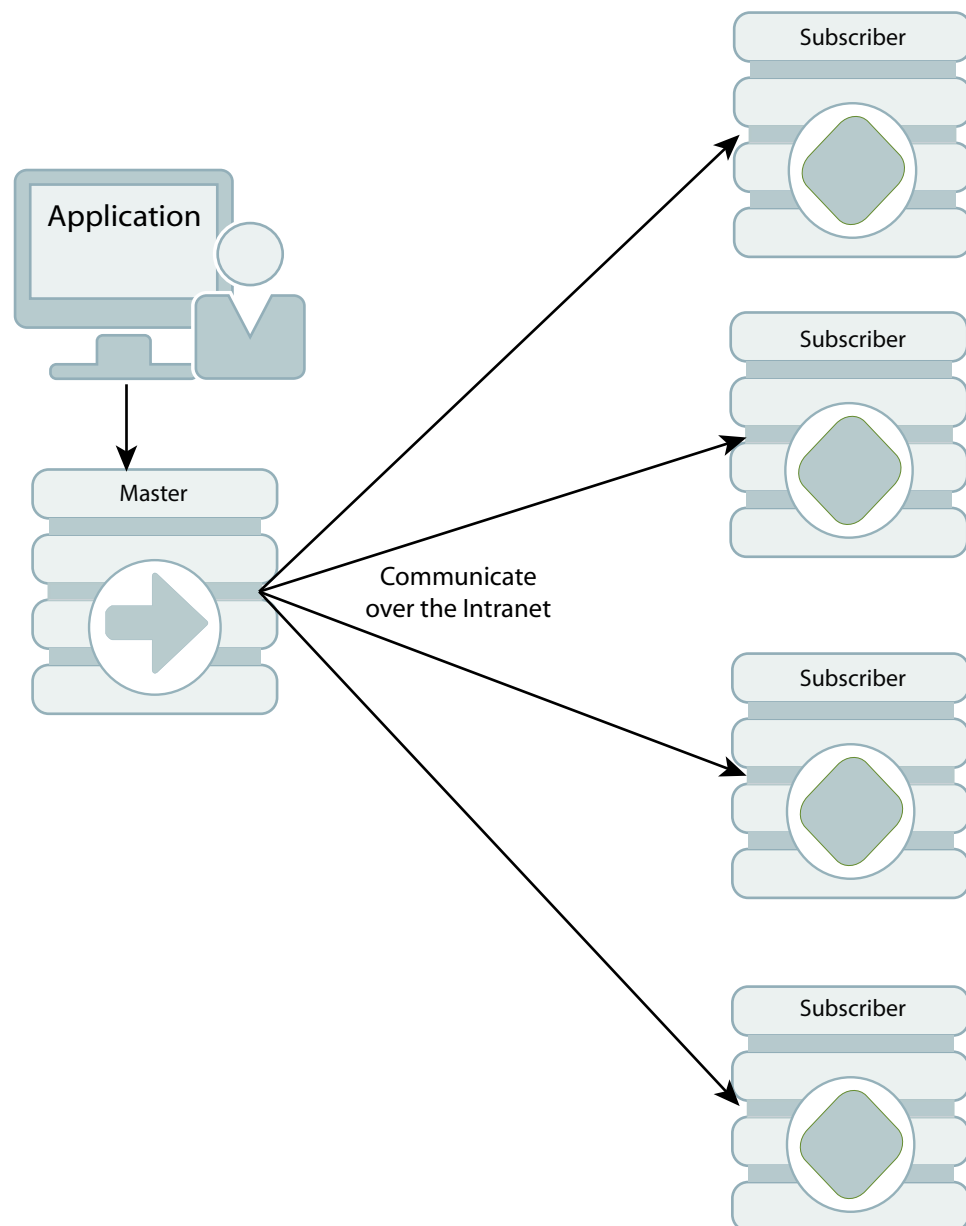 Application
Master
Communicate
over the Intranet
Subscriber
Subscriber
Subscriber
Subscriber